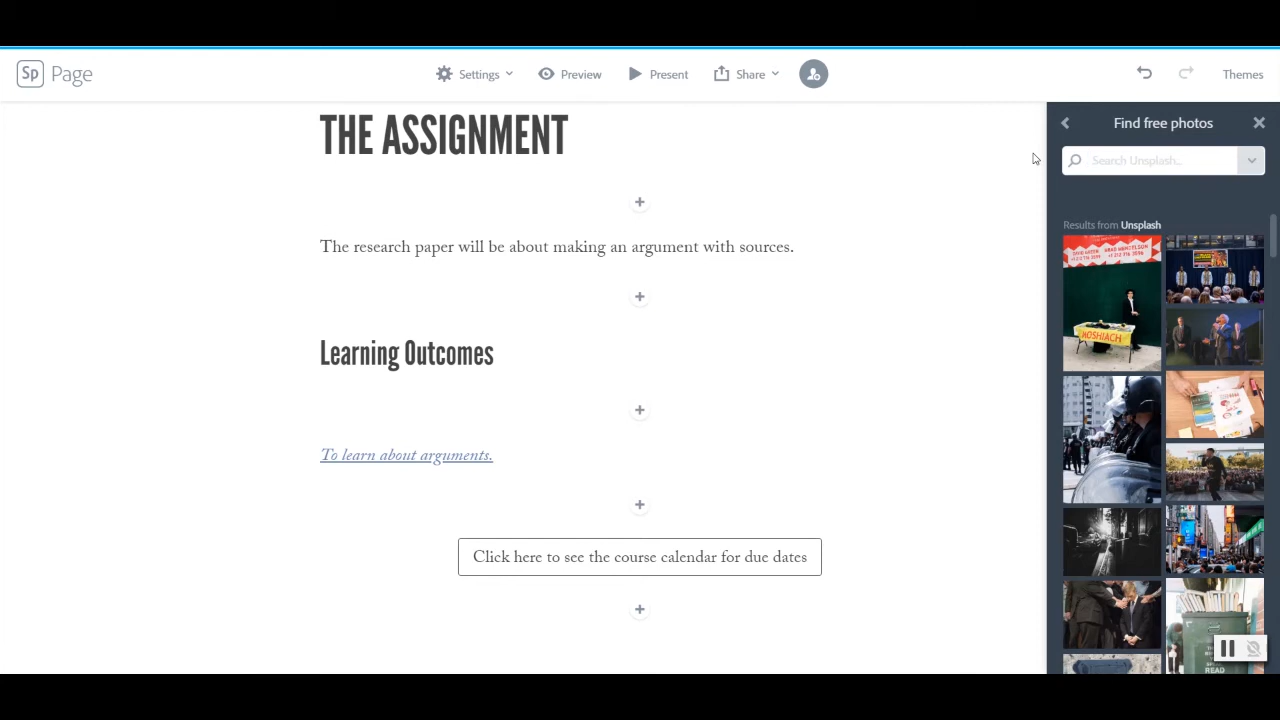 Sp Page
Settings
Preview
Present
Share
Themes
THE ASSIGNMENT
The research paper will be about making an argument with sources.
Learning Outcomes
To learn about arguments.
Click here to see the course calendar for due dates
Find free photos
Search Unsplash...
Results from Unsplash
MOSHIACH
READ